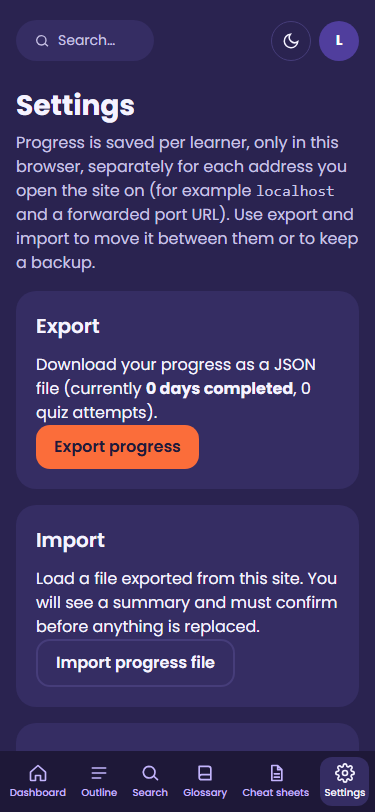 Search...
L
Settings
Progress is saved per learner, only in this
browser, separately for each address you
open the site on (for example localhost
and a forwarded port URL). Use export and
import to move it between them or to keep
a backup.
Export
Download your progress as a JSON
file (currently 0 days completed, 0
quiz attempts).
Export progress
Import
Load a file exported from this site. You
will see a summary and must confirm
before anything is replaced.
Import progress file
Dashboard
Outline
Search
Glossary
Cheat sheets
Settings